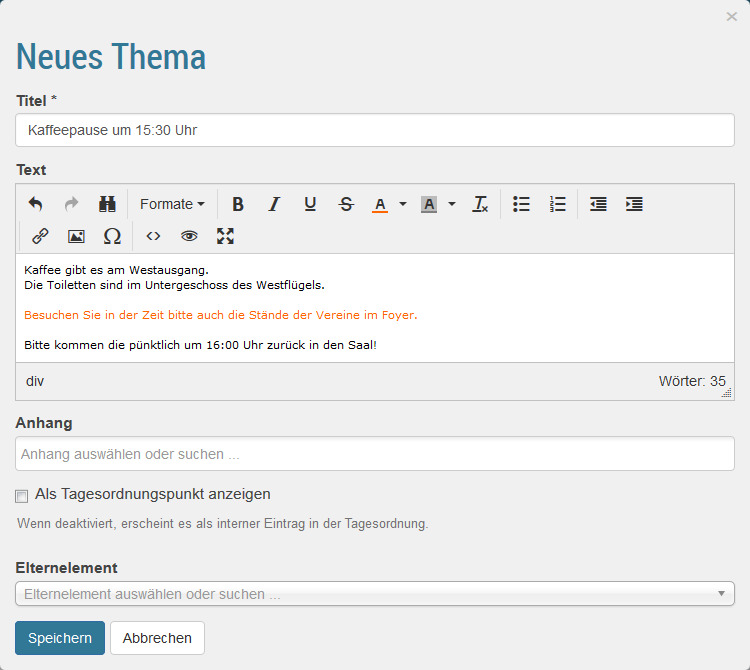 ×
Neues Thema
Titel *
Kaffeepause um 15:30 Uhr
Text
Formate B I U S A A Tx
Ω <>
Kaffee gibt es am Westausgang.
Die Toiletten sind im Untergeschoss des Westflügels.
Besuchen Sie in der Zeit bitte auch die Stände der Vereine im Foyer.
Bitte kommen die pünktlich um 16:00 Uhr zurück in den Saal!
div Wörter: 35
Anhang
Anhang auswählen oder suchen ...
Als Tagesordnungspunkt anzeigen
Wenn deaktiviert, erscheint es als interner Eintrag in der Tagesordnung.
Elternelement
Elternelement auswählen oder suchen ...
Speichern Abbrechen